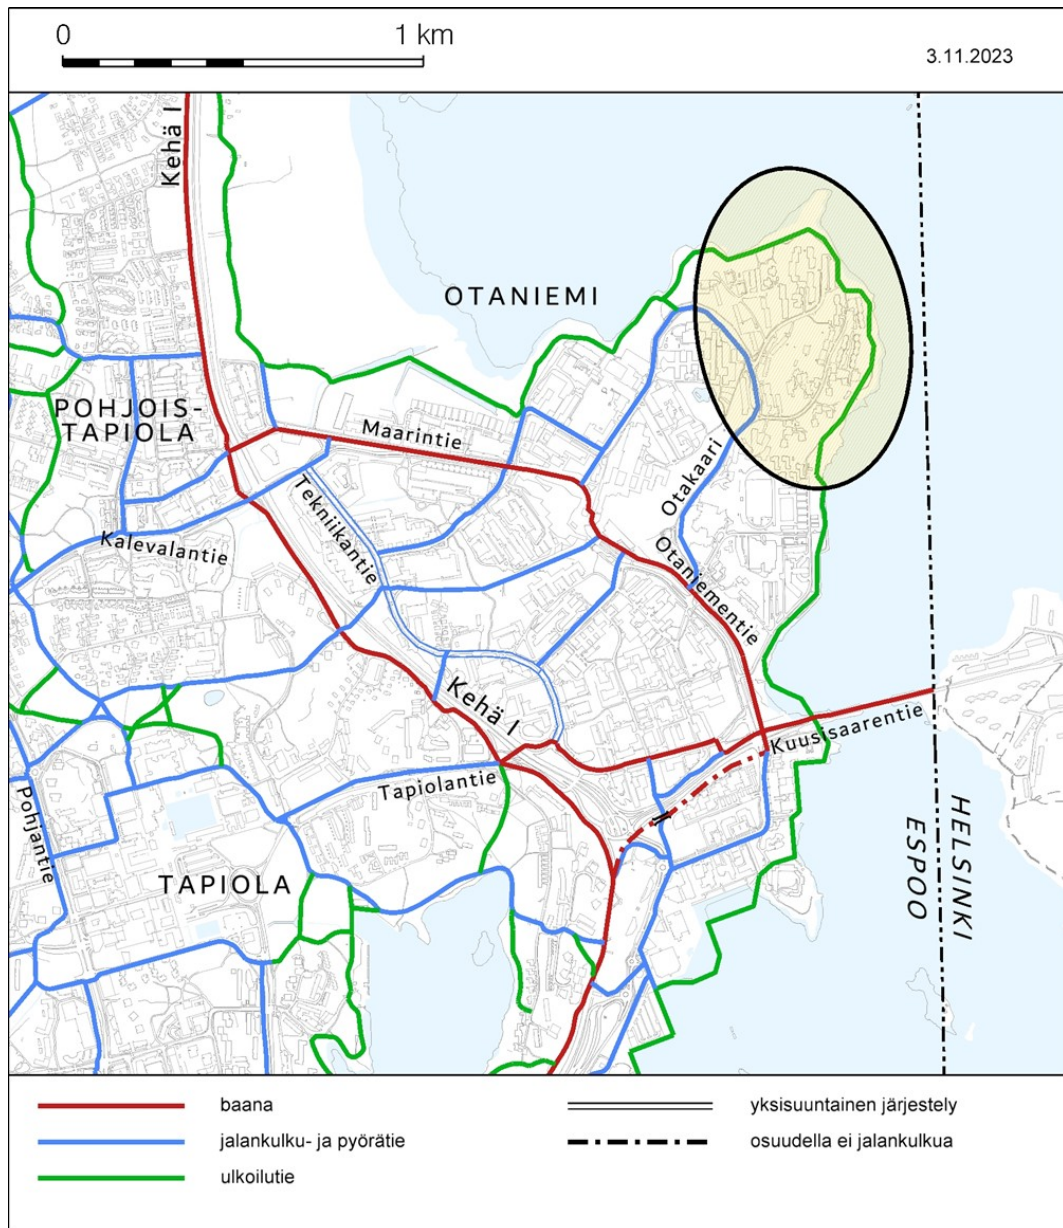 0
1 km
3.11.2023
Kehä I
OTANIEMI
POHJOIS-
TAPIOLA
Maarintie
Otakaari
Tekniikantie
Kalevalantie
Otaniementie
Kehä I
Kuusisaarentie
Tapiolantie
Pohjantie
TAPIOLA
HELSINKI
ESPOO
baana
jalankulku- ja pyörätie
ulkoilutie
yksisuuntainen järjestely
osuudella ei jalankulkua